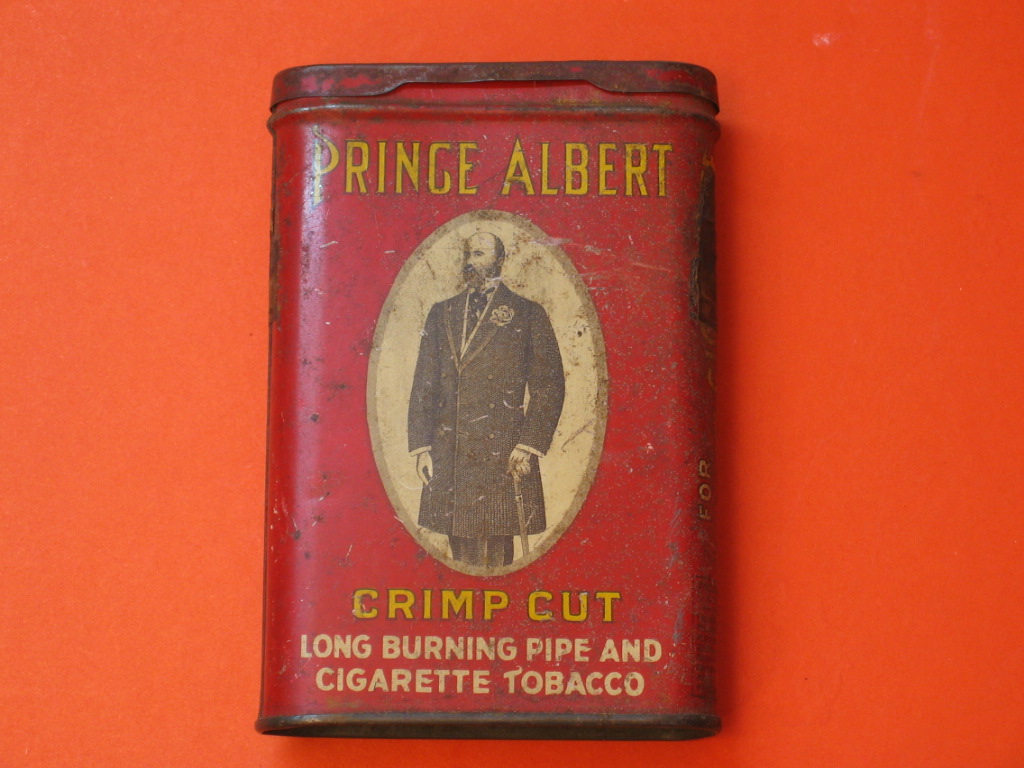 PRINCE ALBERT
CRIMP CUT
LONG BURNING PIPE AND
CIGARETTE TOBACCO
FOR